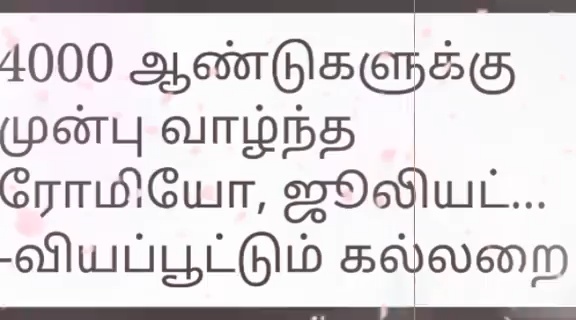 4000 ஆண்டுகளுக்கு
முன்பு வாழ்ந்த
ரோமியோ, ஜூலியட்...
-வியப்பூட்டும் கல்லறை